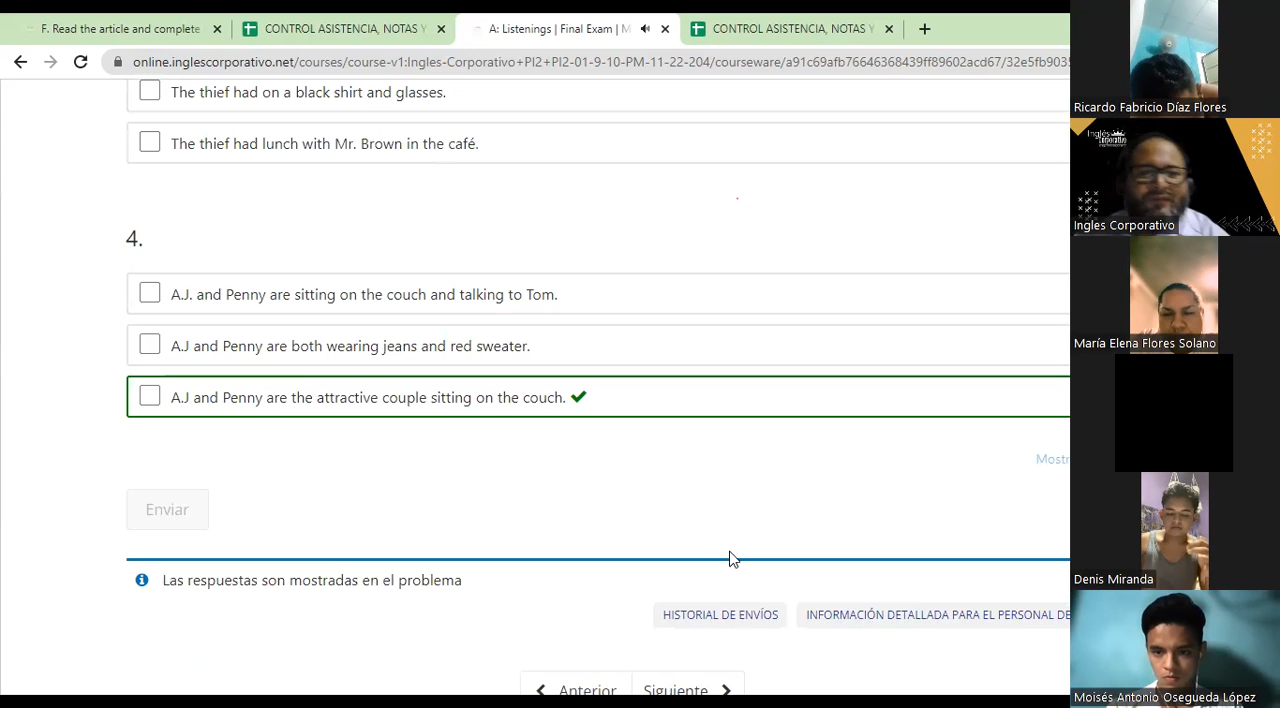 F. Read the article and complete
CONTROL ASISTENCIA, NOTAS Y
A: Listenings | Final Exam | M
CONTROL ASISTENCIA, NOTAS Y
online.inglescorporativo.net/courses/course-v1:Ingles-Corporativo+PI2+PI2-01-9-10-PM-11-22-204/courseware/a91c69afb76646368439ff89602acd67/32e5fb9035
The thief had on a black shirt and glasses.
The thief had lunch with Mr. Brown in the café.
4.
A.J. and Penny are sitting on the couch and talking to Tom.
A.J and Penny are both wearing jeans and red sweater.
A.J and Penny are the attractive couple sitting on the couch.
Mostr
Enviar
Las respuestas son mostradas en el problema
HISTORIAL DE ENVÍOS
INFORMACIÓN DETALLADA PARA EL PERSONAL DE
Anterior
Siguiente
Ricardo Fabricio Díaz Flores
Inglés
Corporativo
Ingles Corporativo
María Elena Flores Solano
Denis Miranda
Moisés Antonio Osegueda López